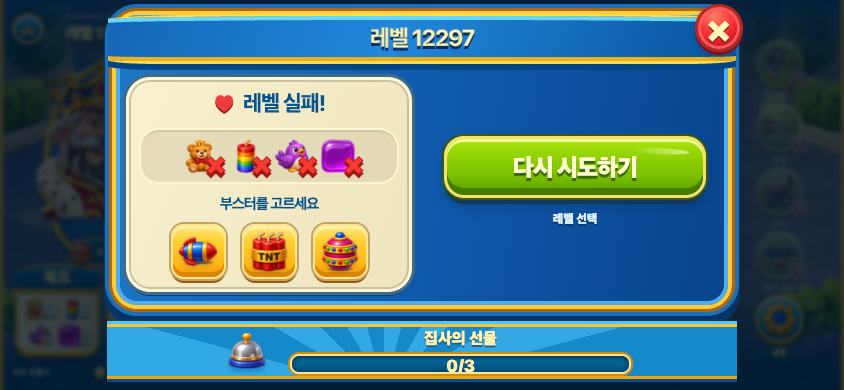 레벨 12297
레벨 실패!
부스터를 고르세요
TNT
다시 시도하기
레벨 선택
집사의 선물
0/3